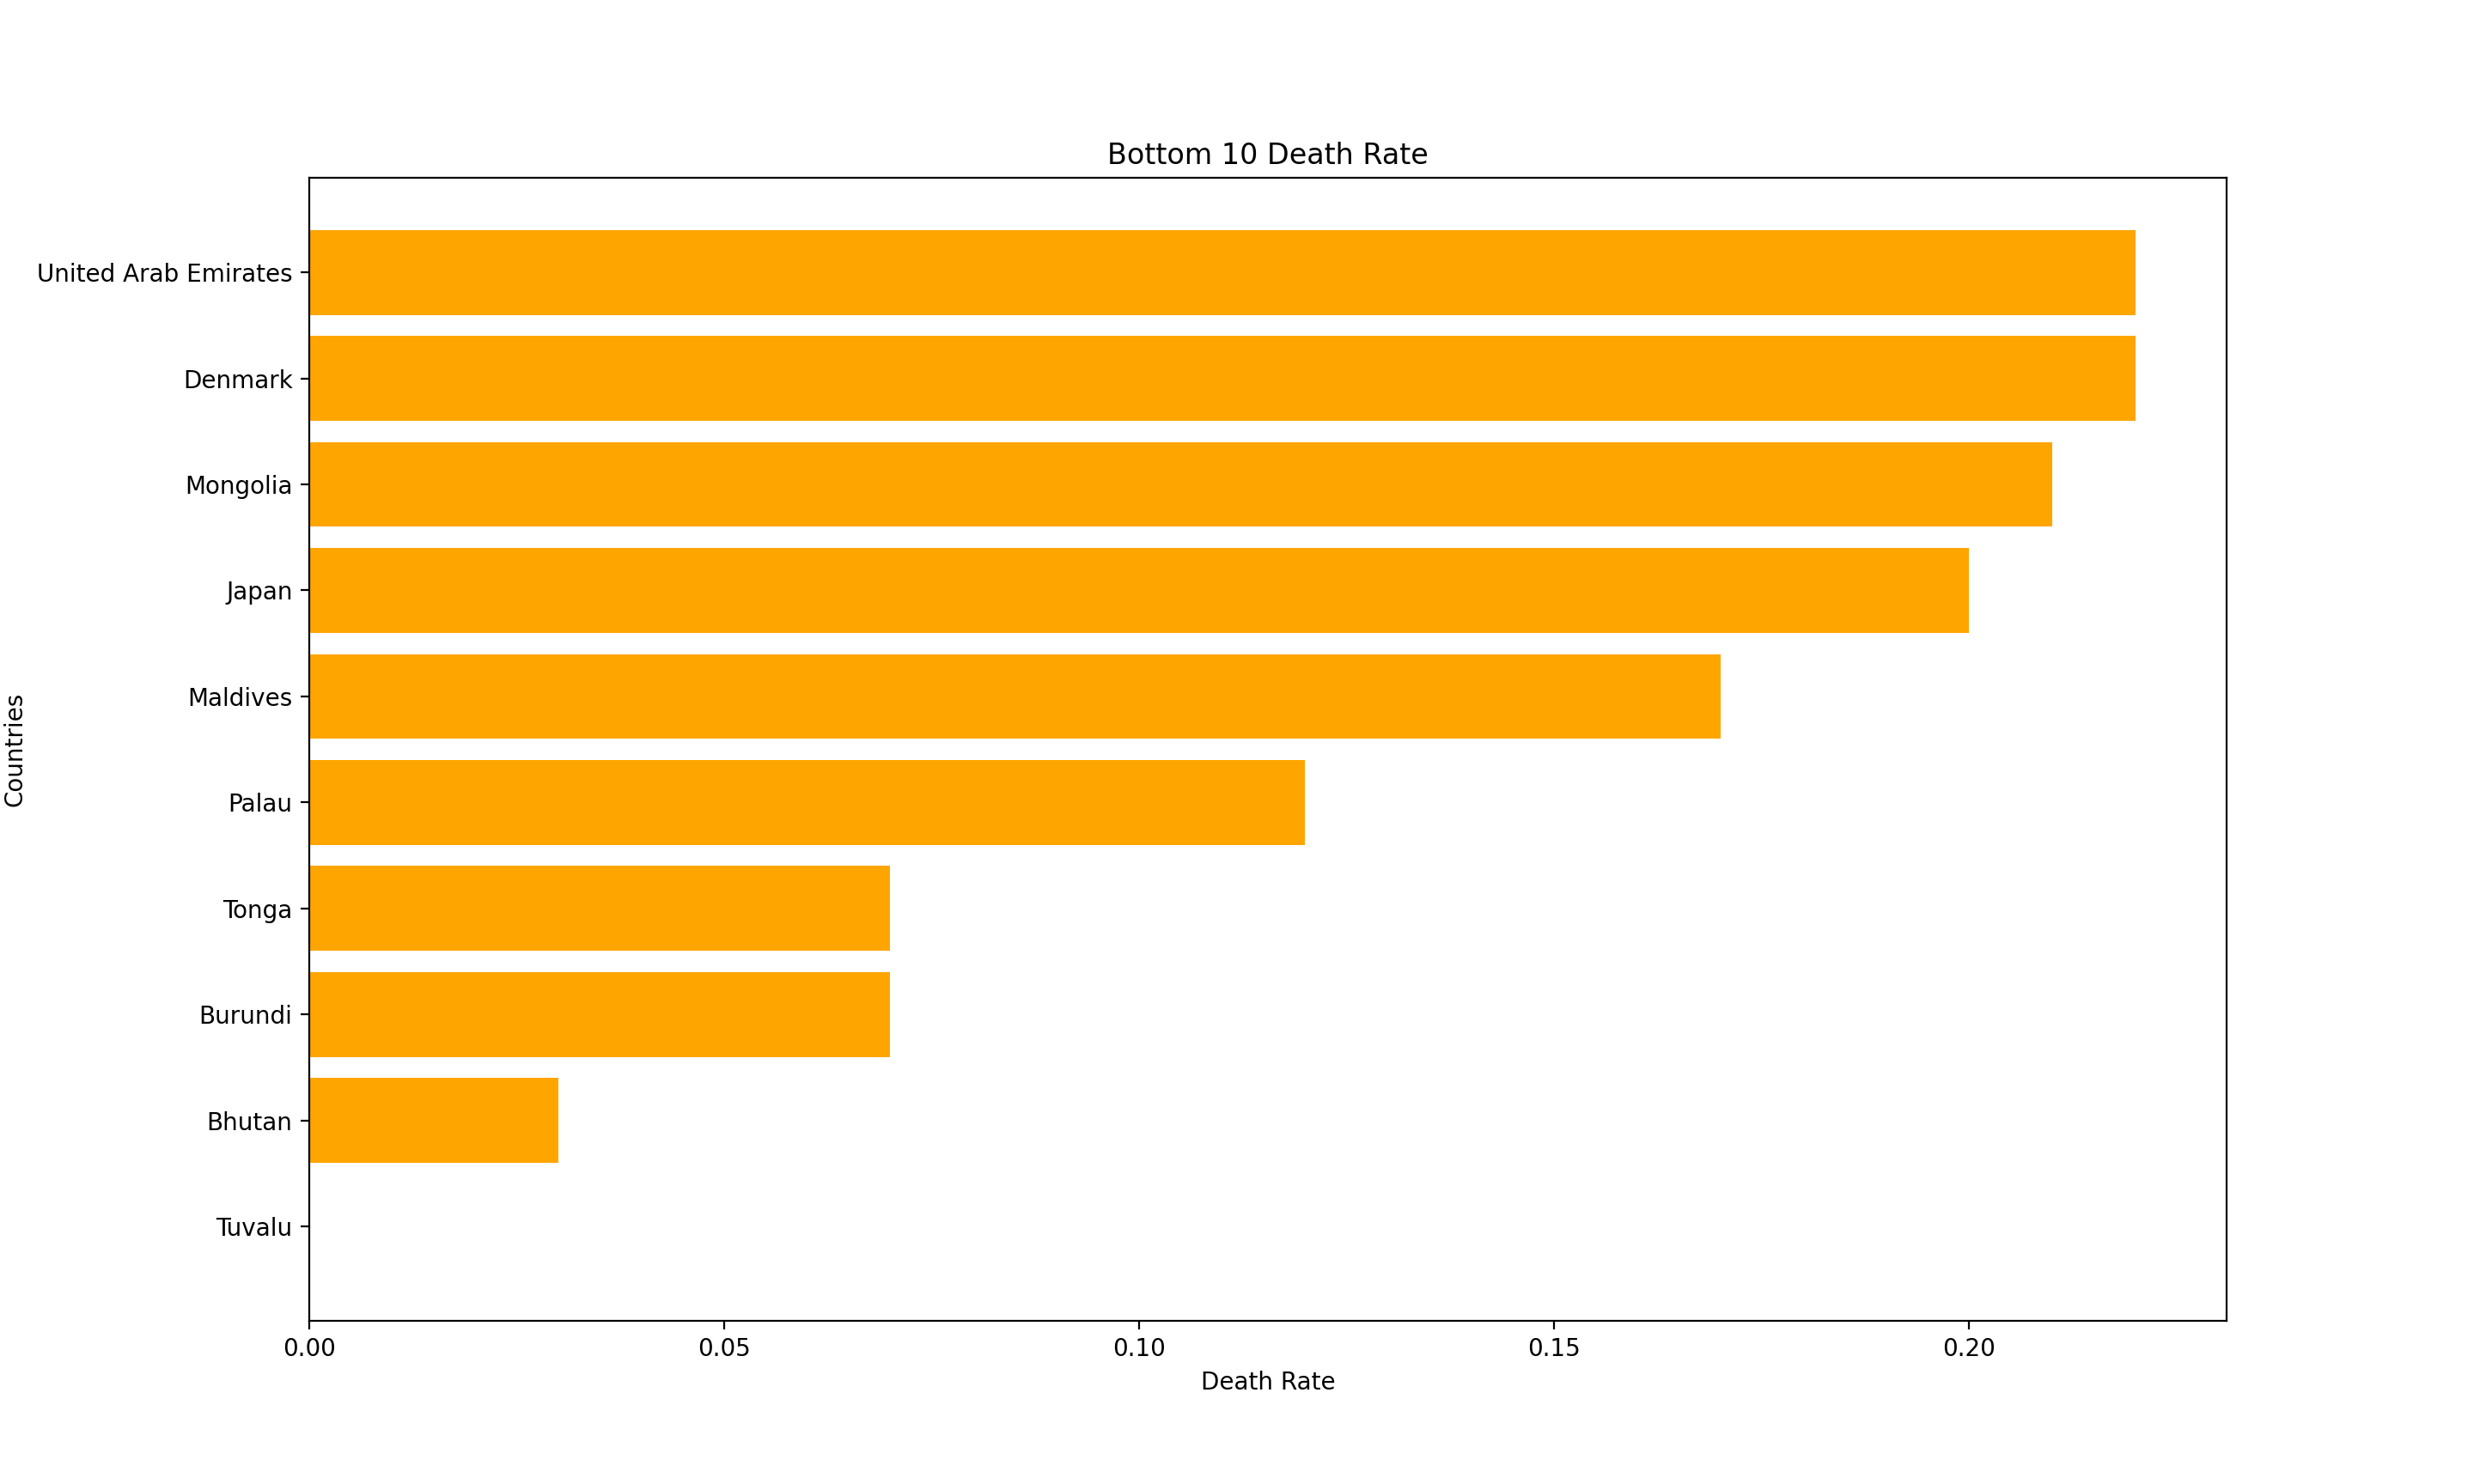 Bottom 10 Death Rate
Countries
United Arab Emirates
Denmark
Mongolia
Japan
Maldives
Palau
Tonga
Burundi
Bhutan
Tuvalu
0.00 0.05 0.10 0.15 0.20
Death Rate